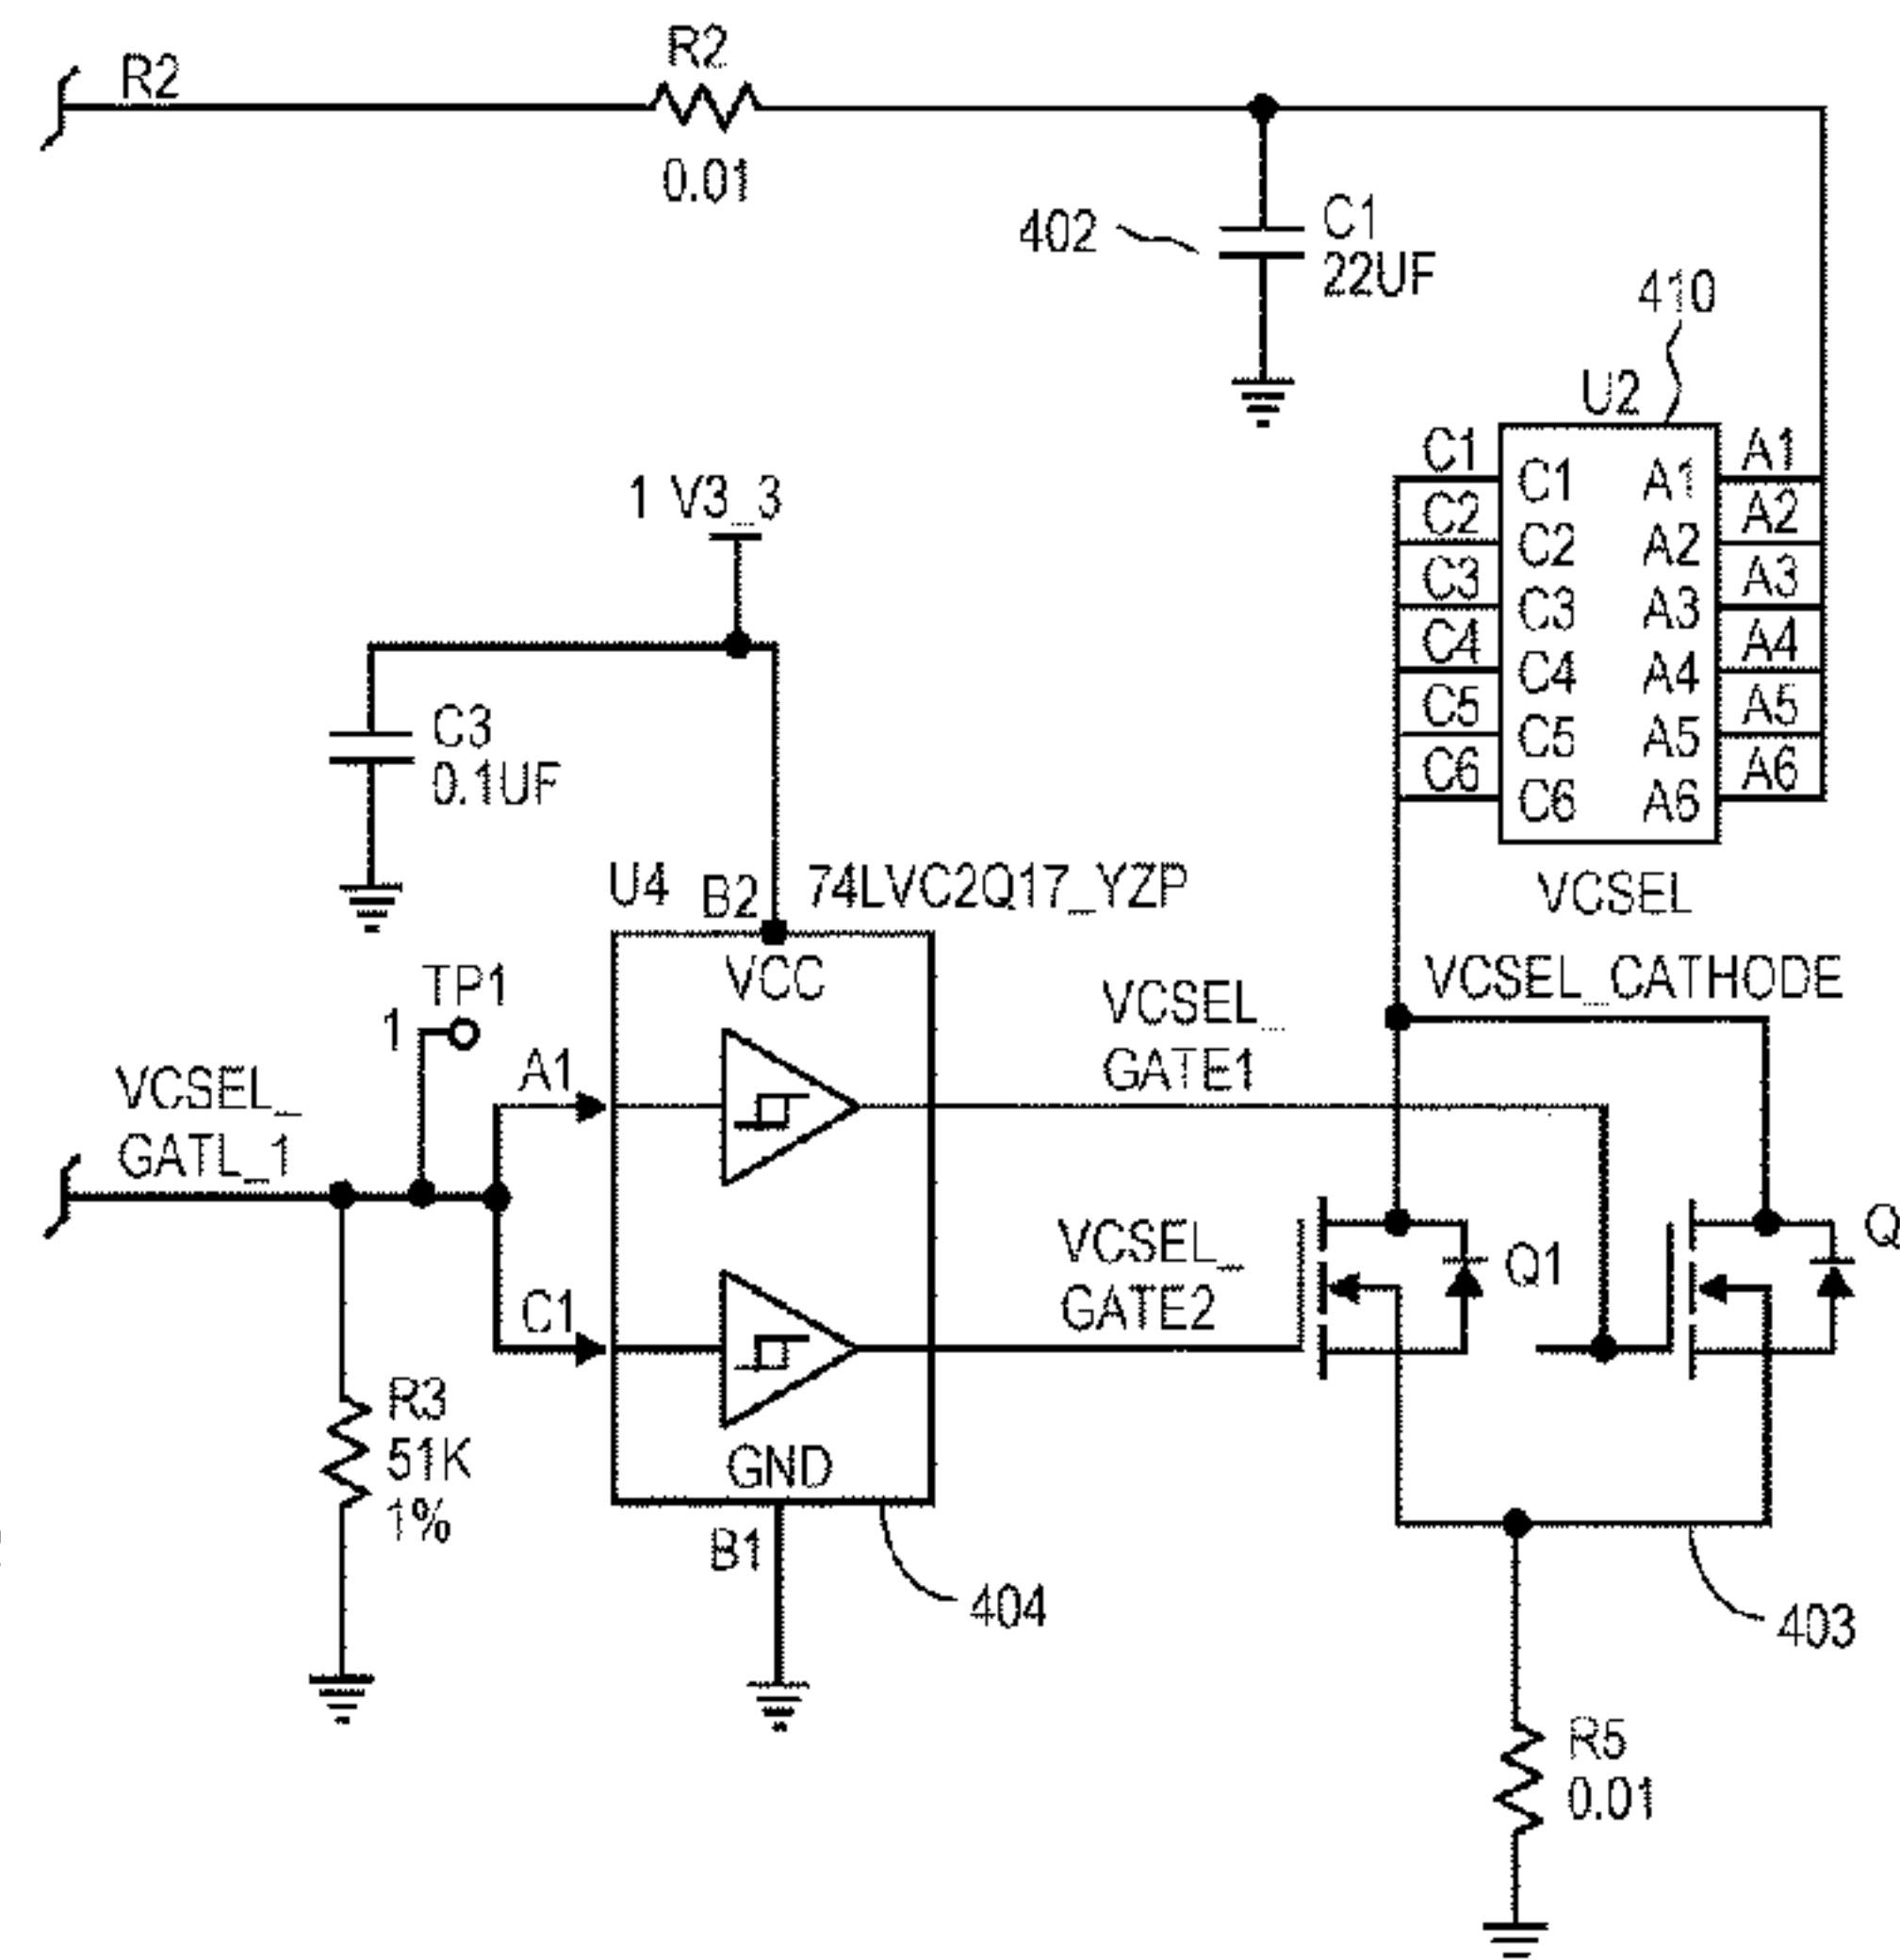 R2
R2
0.01
402
C1
22UF
410
U2
C1 C1 A1 A1
C2 C2 A2 A2
C3 C3 A3 A3
C4 C4 A4 A4
C5 C5 A5 A5
C6 C6 A6 A6
VCSEL
VCSEL_CATHODE
1 V3_3
C3
0.1UF
U4
B2
74LVC2Q17_YZP
VCC
TP1
1
A1
VCSEL_
GATL_1
VCSEL_
GATE1
C1
VCSEL_
GATE2
Q1
Q
R3
51K
1%
GND
B1
404
403
R5
0.01